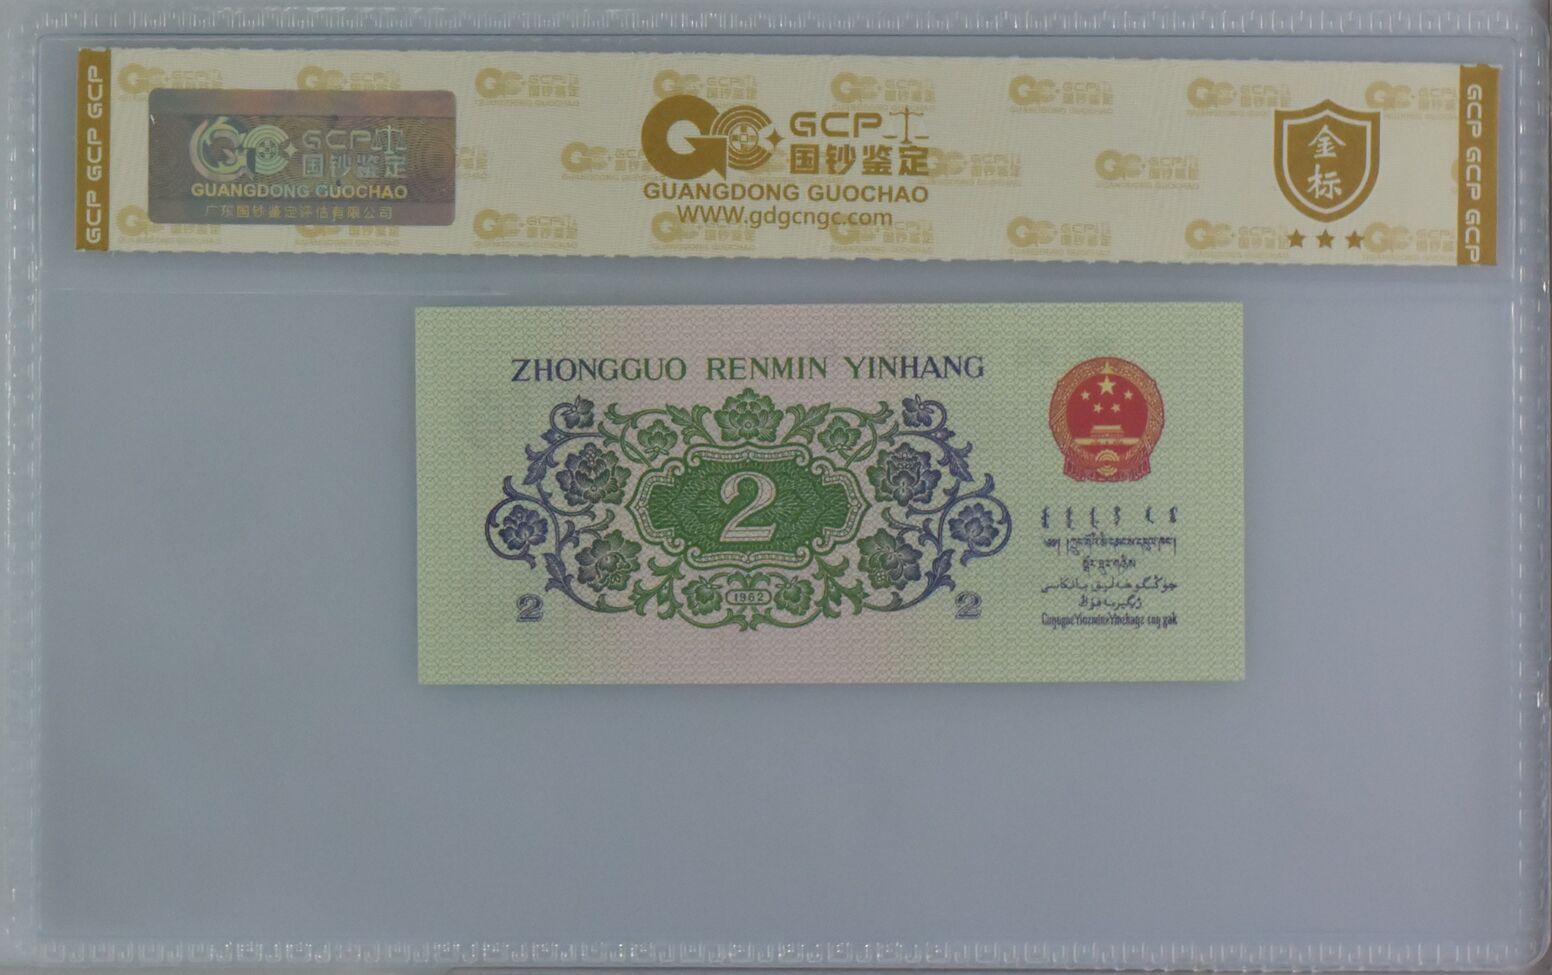 GCP GCP GCP
GCP
国钞鉴定
GUANGDONG GUOCHAO
广东国钞鉴定评估有限公司
GCP
国钞鉴定
GUANGDONG GUOCHAO
WWW.gdgcngc.com
金
标
GCP GCP GCP
ZHONGGUO RENMIN YINHANG
2
1962
2
2